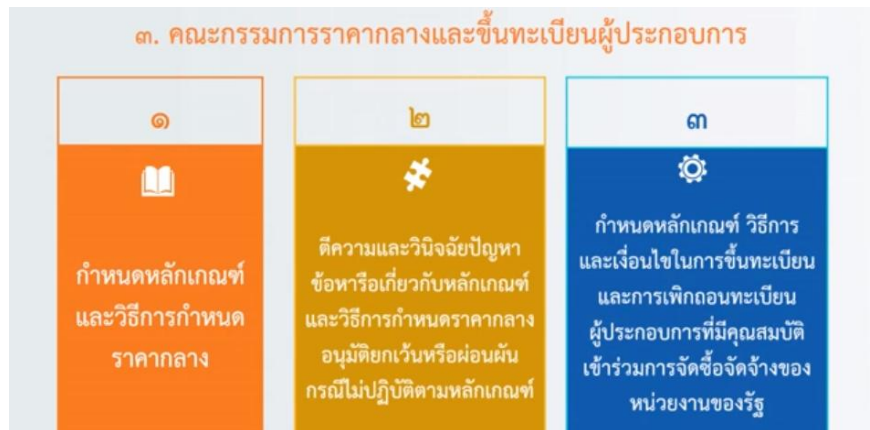 ๓. คณะกรรมการราคากลางและขึ้นทะเบียนผู้ประกอบการ
๑
กำหนดหลักเกณฑ์
และวิธีการกำหนด
ราคากลาง
๒
ตีความและวินิจฉัยปัญหา
ข้อหารือเกี่ยวกับหลักเกณฑ์
และวิธีการกำหนดราคากลาง
อนุมัติยกเว้นหรือผ่อนผัน
กรณีไม่ปฏิบัติตามหลักเกณฑ์
๓
กำหนดหลักเกณฑ์ วิธีการ
และเงื่อนไขในการขึ้นทะเบียน
และการเพิกถอนทะเบียน
ผู้ประกอบการที่มีคุณสมบัติ
เข้าร่วมการจัดซื้อจัดจ้างของ
หน่วยงานของรัฐ